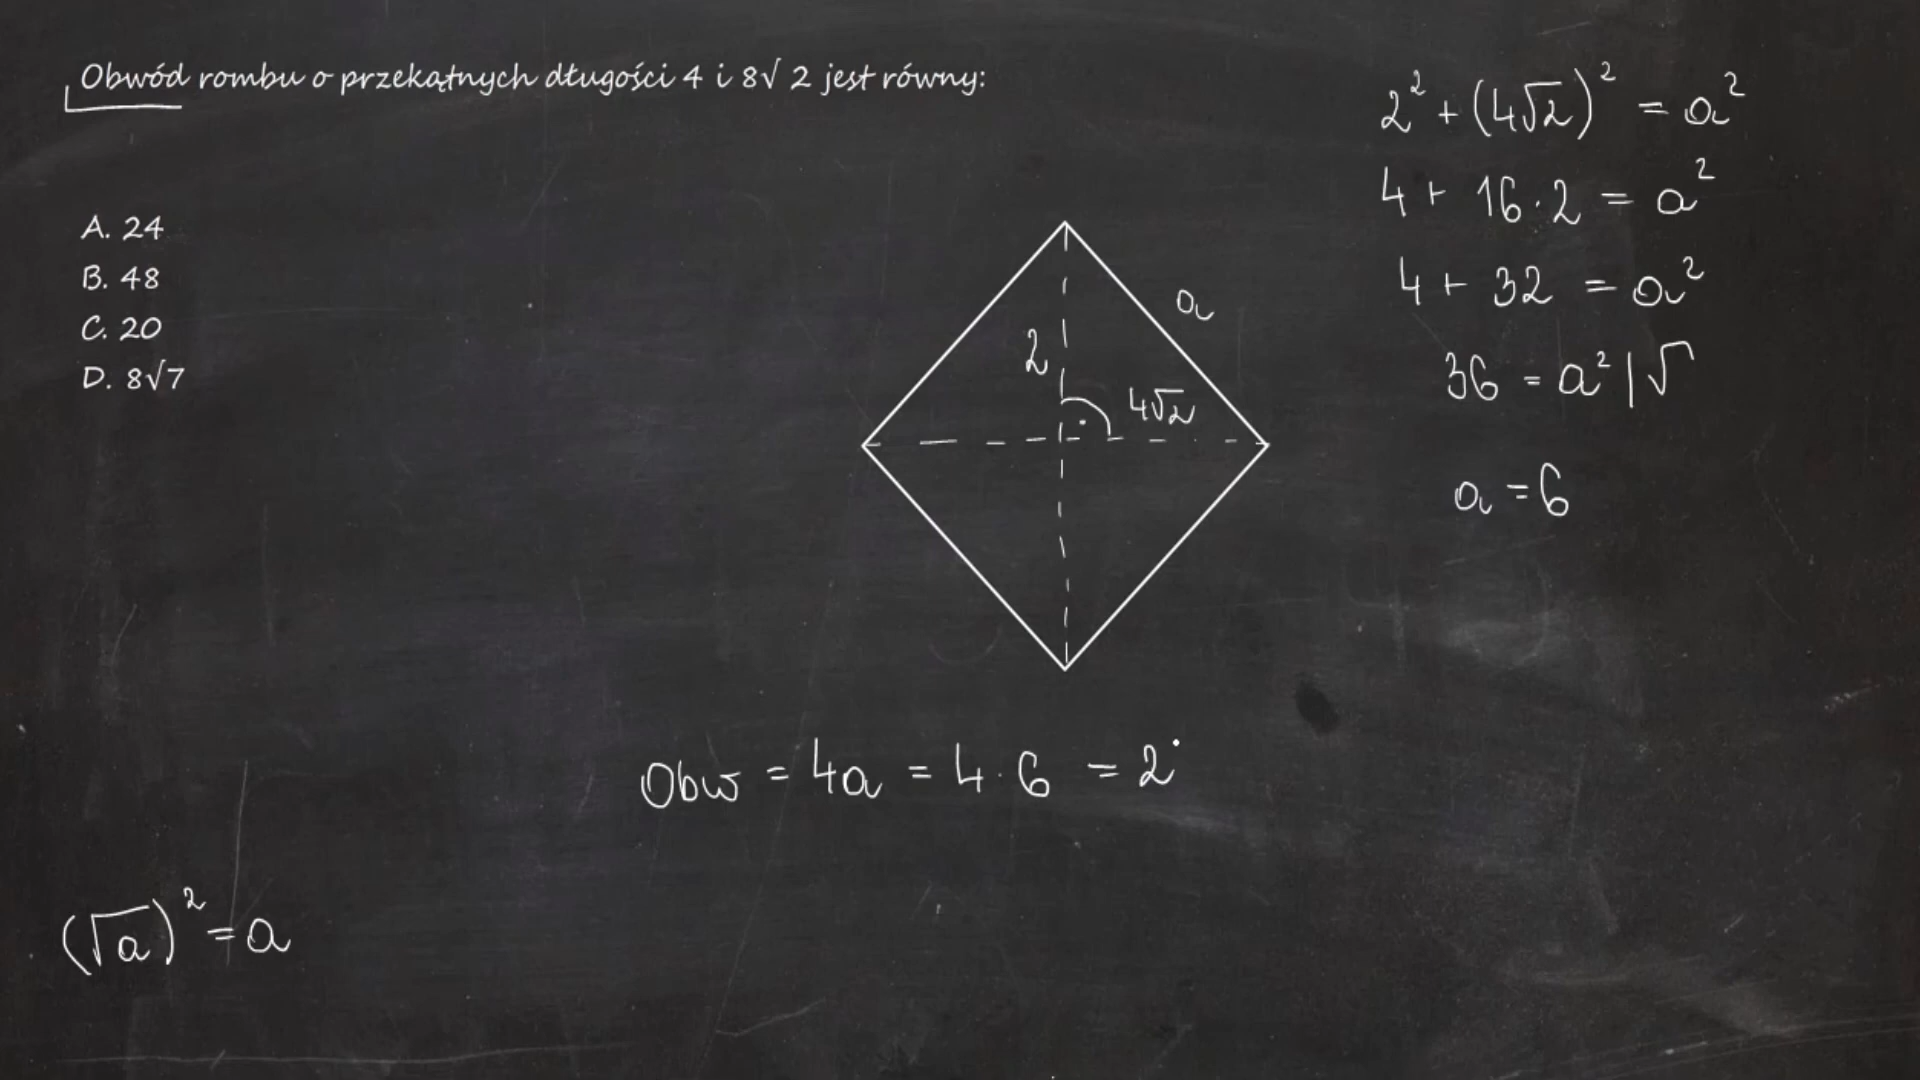 Obwód rombu o przekątnych długości 4 i 8√2 jest równy:
A. 24
B. 48
C. 20
D. 8√7
2² + (4√2)² = a²
4 + 16·2 = a²
4 + 32 = a²
36 = a² |√
a = 6
a
2
4√2
Obw = 4a = 4·6 = 2
(√a)² = a